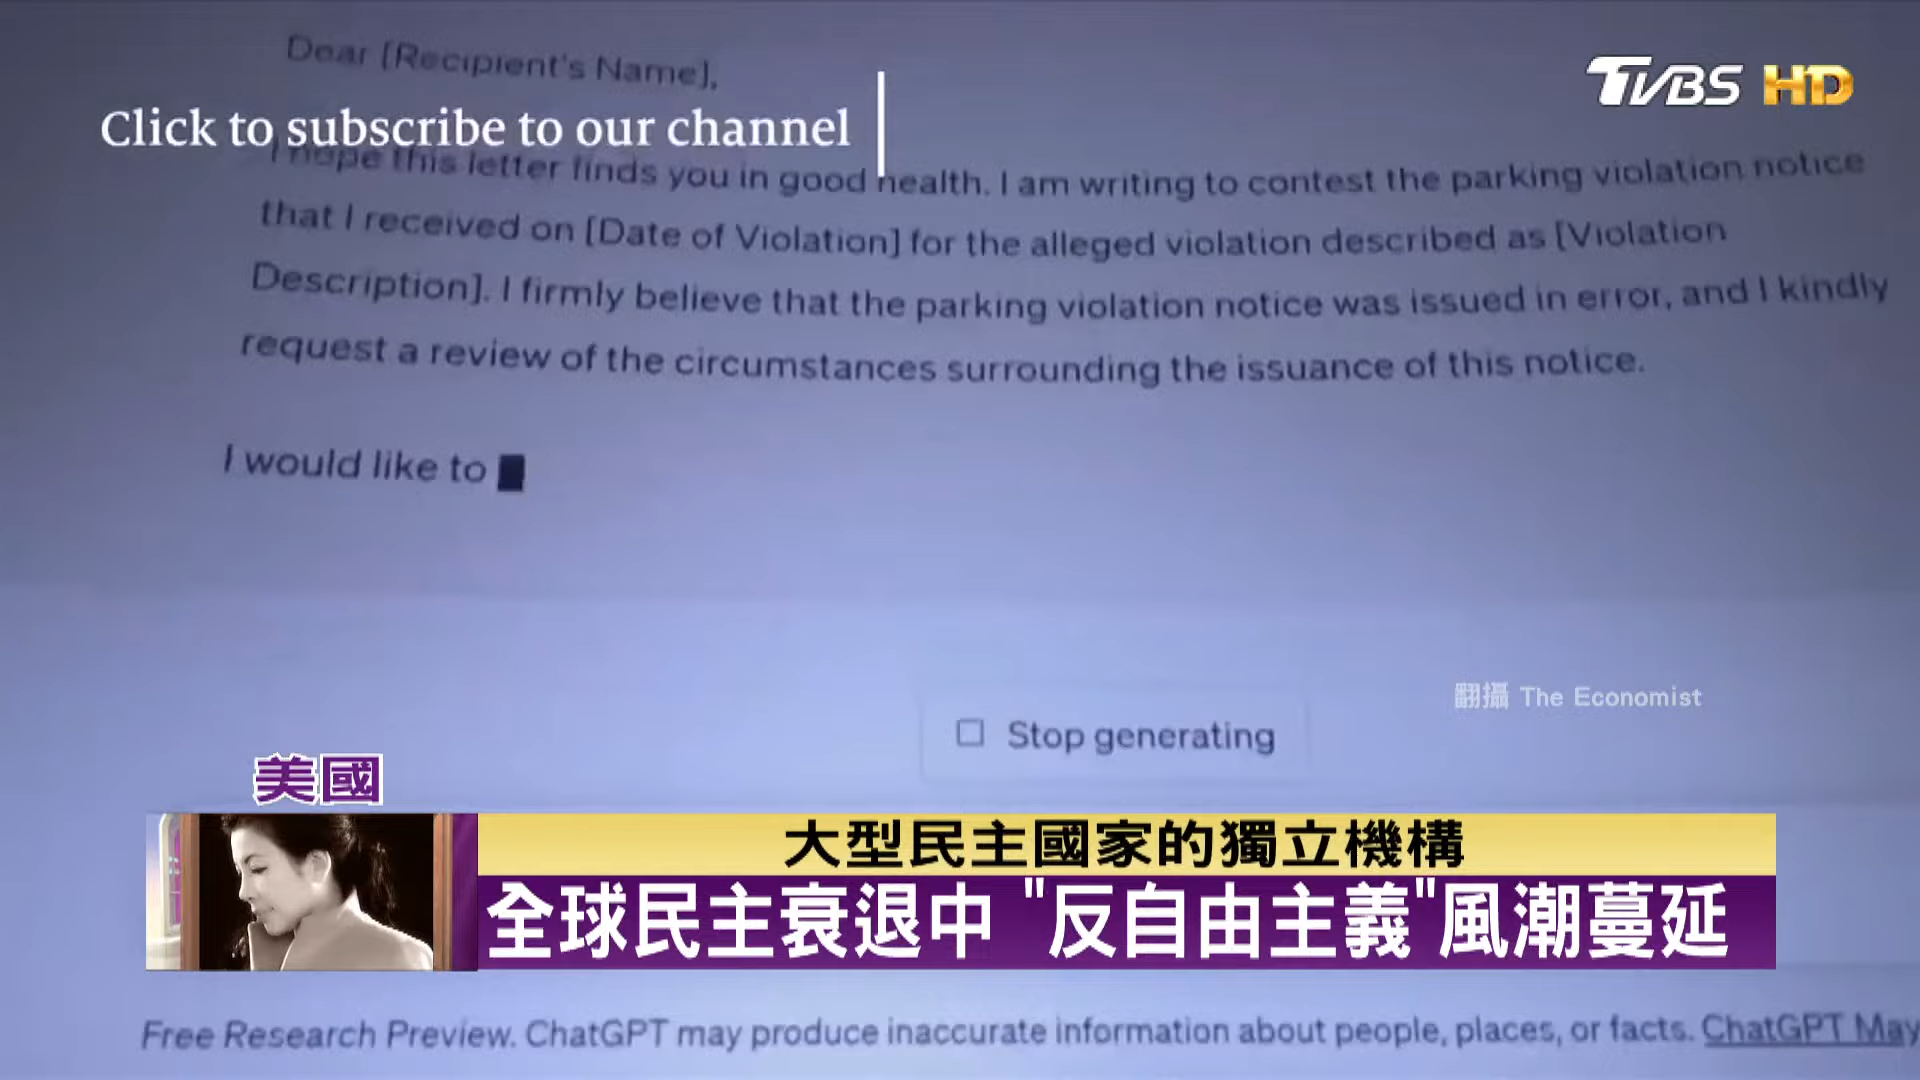 Dear [Recipient's Name],
TVBS HD
Click to subscribe to our channel
I hope this letter finds you in good health. I am writing to contest the parking violation notice
that I received on [Date of Violation] for the alleged violation described as [Violation
Description]. I firmly believe that the parking violation notice was issued in error, and I kindly
request a review of the circumstances surrounding the issuance of this notice.
I would like to
翻攝 The Economist
Stop generating
美國
大型民主國家的獨立機構
全球民主衰退中 "反自由主義"風潮蔓延
Free Research Preview. ChatGPT may produce inaccurate information about people, places, or facts. ChatGPT May